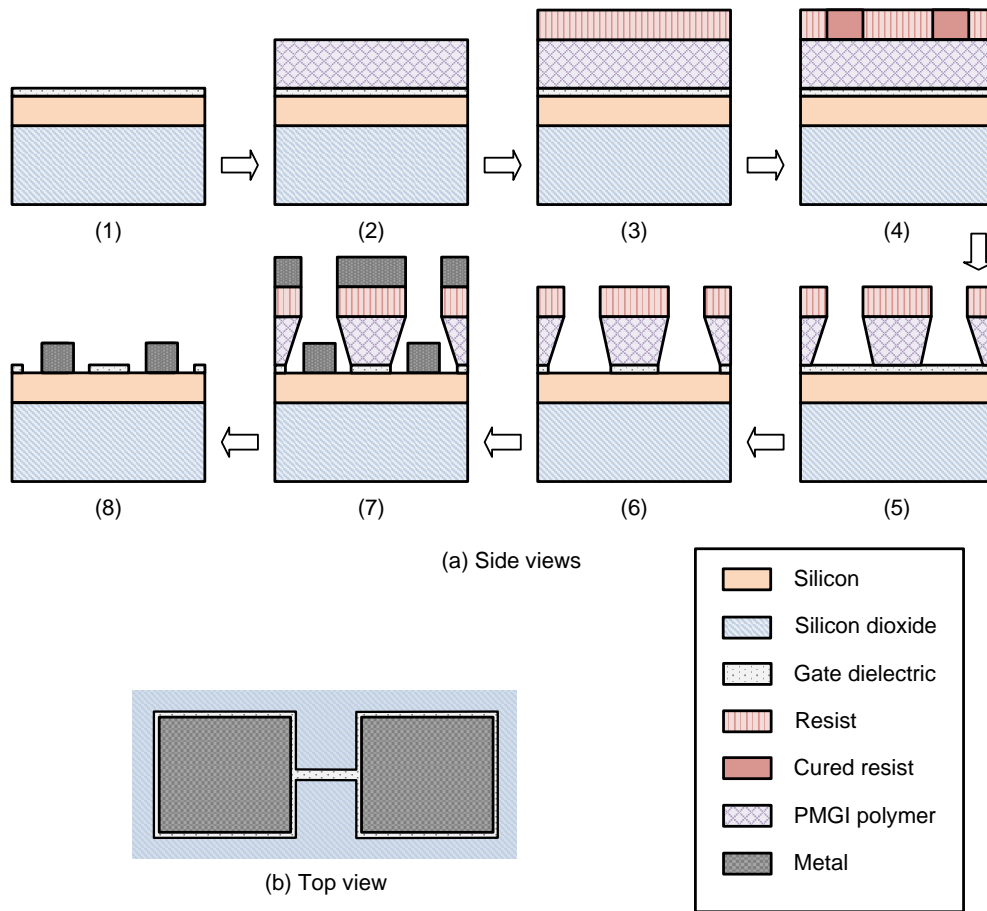 (1)
(2)
(3)
(4)
(8)
(7)
(6)
(5)
(a) Side views
Silicon
Silicon dioxide
Gate dielectric
Resist
Cured resist
PMGI polymer
Metal
(b) Top view